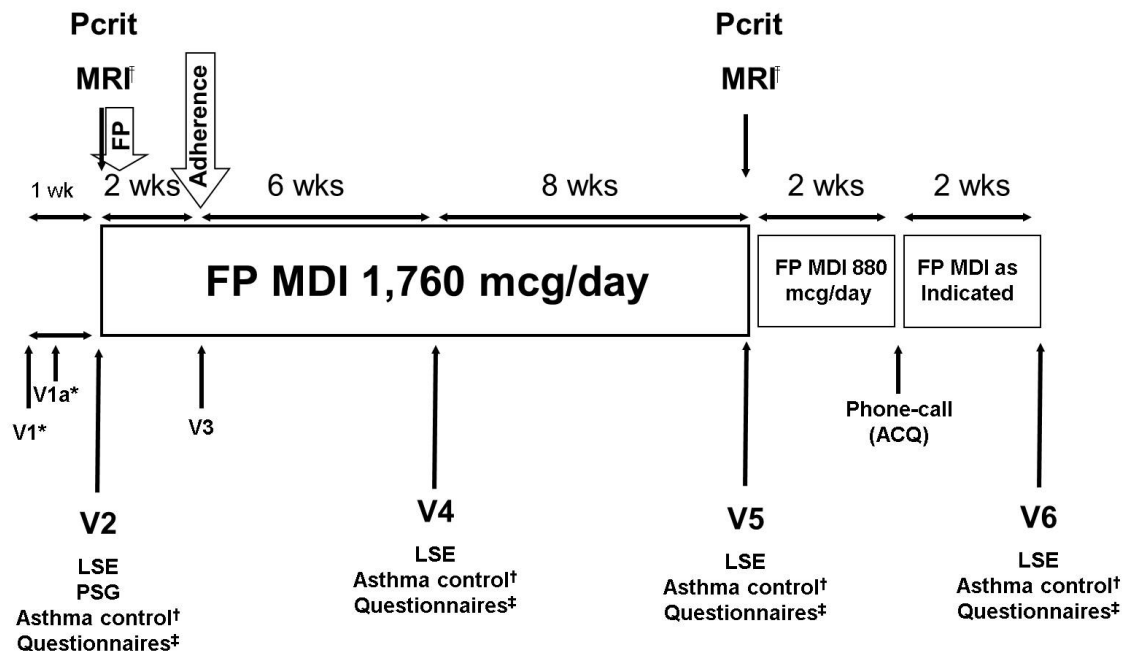 Pcrit
MRI†
FP
Adherence
Pcrit
MRI†
1 wk
2 wks
6 wks
8 wks
2 wks
2 wks
FP MDI 1,760 mcg/day
FP MDI 880
mcg/day
FP MDI as
Indicated
V1a*
V1*
V3
Phone-call
(ACQ)
V2
LSE
PSG
Asthma control†
Questionnaires‡
V4
LSE
Asthma control†
Questionnaires‡
V5
LSE
Asthma control†
Questionnaires‡
V6
LSE
Asthma control†
Questionnaires‡